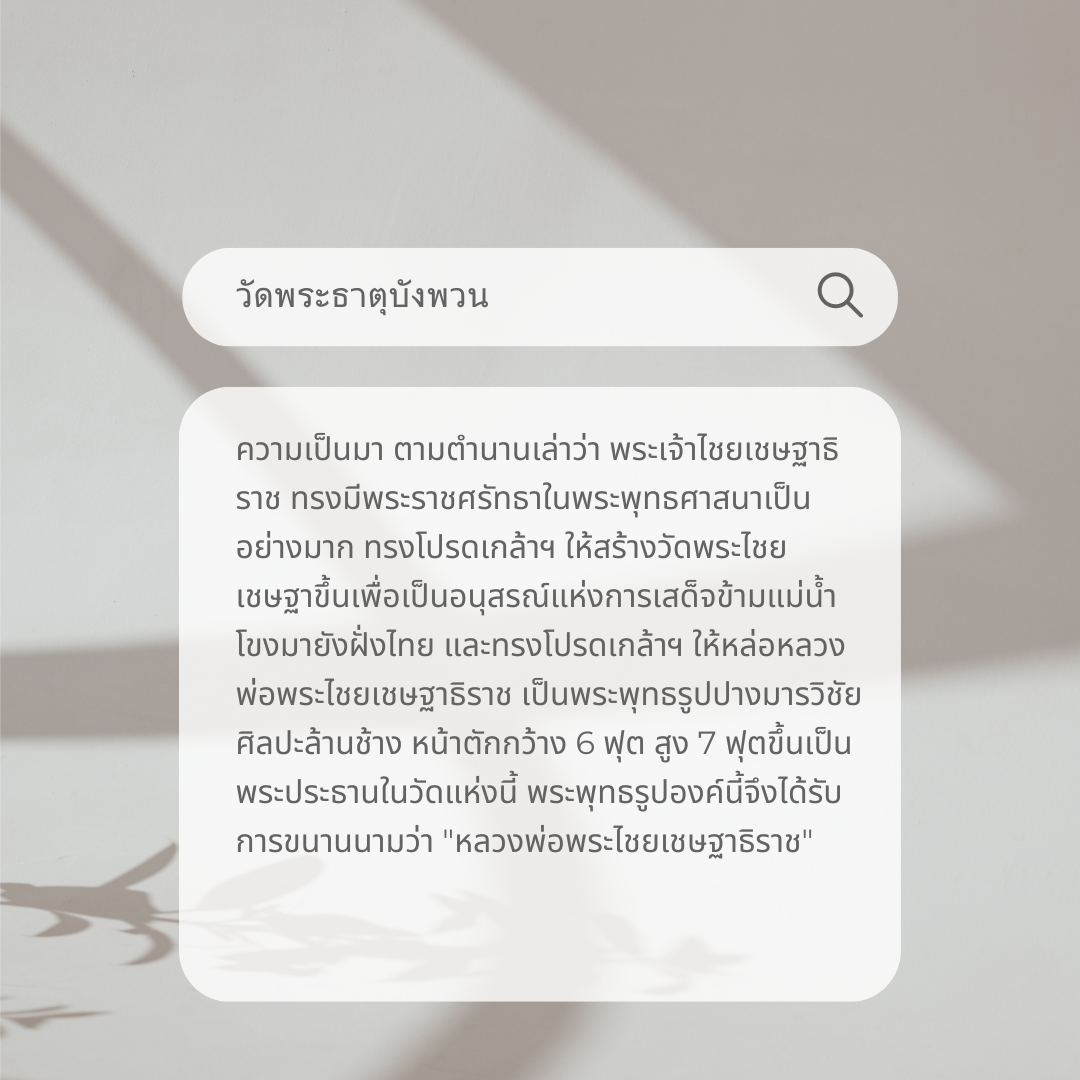 วัดพระธาตุบังพวน
ความเป็นมา ตามตำนานเล่าว่า พระเจ้าไชยเชษฐาธิ
ราช ทรงมีพระราชศรัทธาในพระพุทธศาสนาเป็น
อย่างมาก ทรงโปรดเกล้าฯ ให้สร้างวัดพระไชย
เชษฐาขึ้นเพื่อเป็นอนุสรณ์แห่งการเสด็จข้ามแม่น้ำ
โขงมายังฝั่งไทย และทรงโปรดเกล้าฯ ให้หล่อหลวง
พ่อพระไชยเชษฐาธิราช เป็นพระพุทธรูปปางมารวิชัย
ศิลปะล้านช้าง หน้าตักกว้าง 6 ฟุต สูง 7 ฟุตขึ้นเป็น
พระประธานในวัดแห่งนี้ พระพุทธรูปองค์นี้จึงได้รับ
การขนานนามว่า "หลวงพ่อพระไชยเชษฐาธิราช"